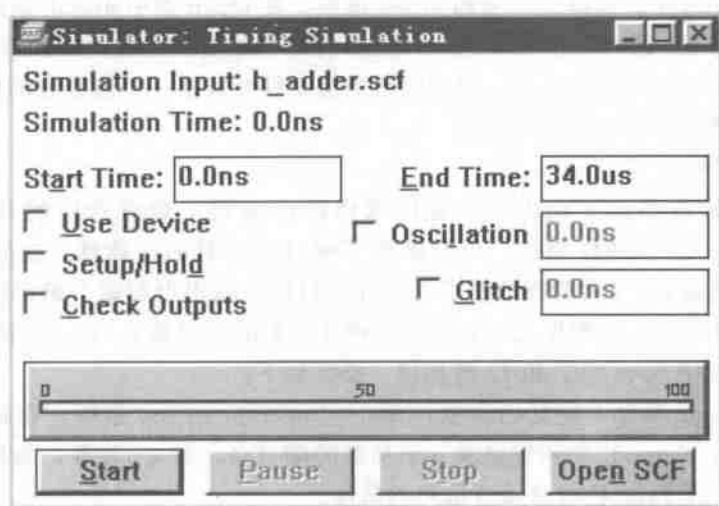 Simulator: Timing Simulation
Simulation Input: h_adder.scf
Simulation Time: 0.0ns
Start Time: 0.0ns End Time: 34.0us
Use Device Oscillation 0.0ns
Setup/Hold Glitch 0.0ns
Check Outputs
0 50 100
Start Pause Stop Open SCF